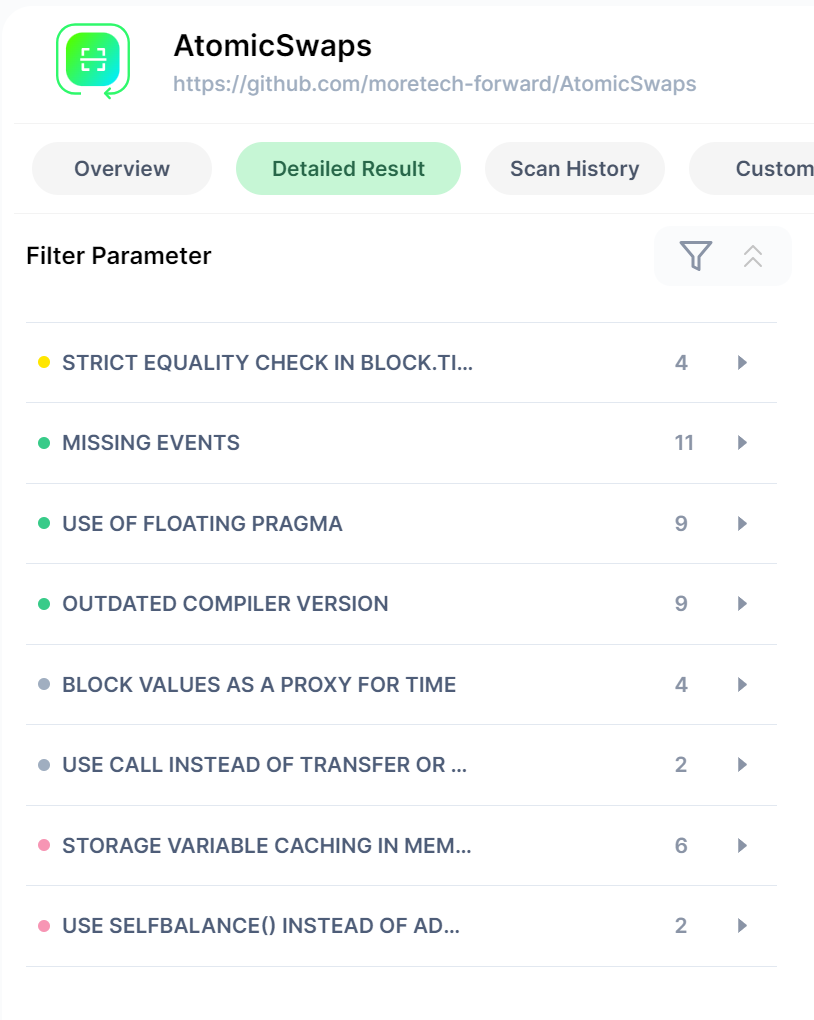 AtomicSwaps
https://github.com/moretech-forward/AtomicSwaps
Overview Detailed Result Scan History Custom
Filter Parameter
STRICT EQUALITY CHECK IN BLOCK.TI... 4
MISSING EVENTS 11
USE OF FLOATING PRAGMA 9
OUTDATED COMPILER VERSION 9
BLOCK VALUES AS A PROXY FOR TIME 4
USE CALL INSTEAD OF TRANSFER OR ... 2
STORAGE VARIABLE CACHING IN MEM... 6
USE SELFBALANCE() INSTEAD OF AD... 2